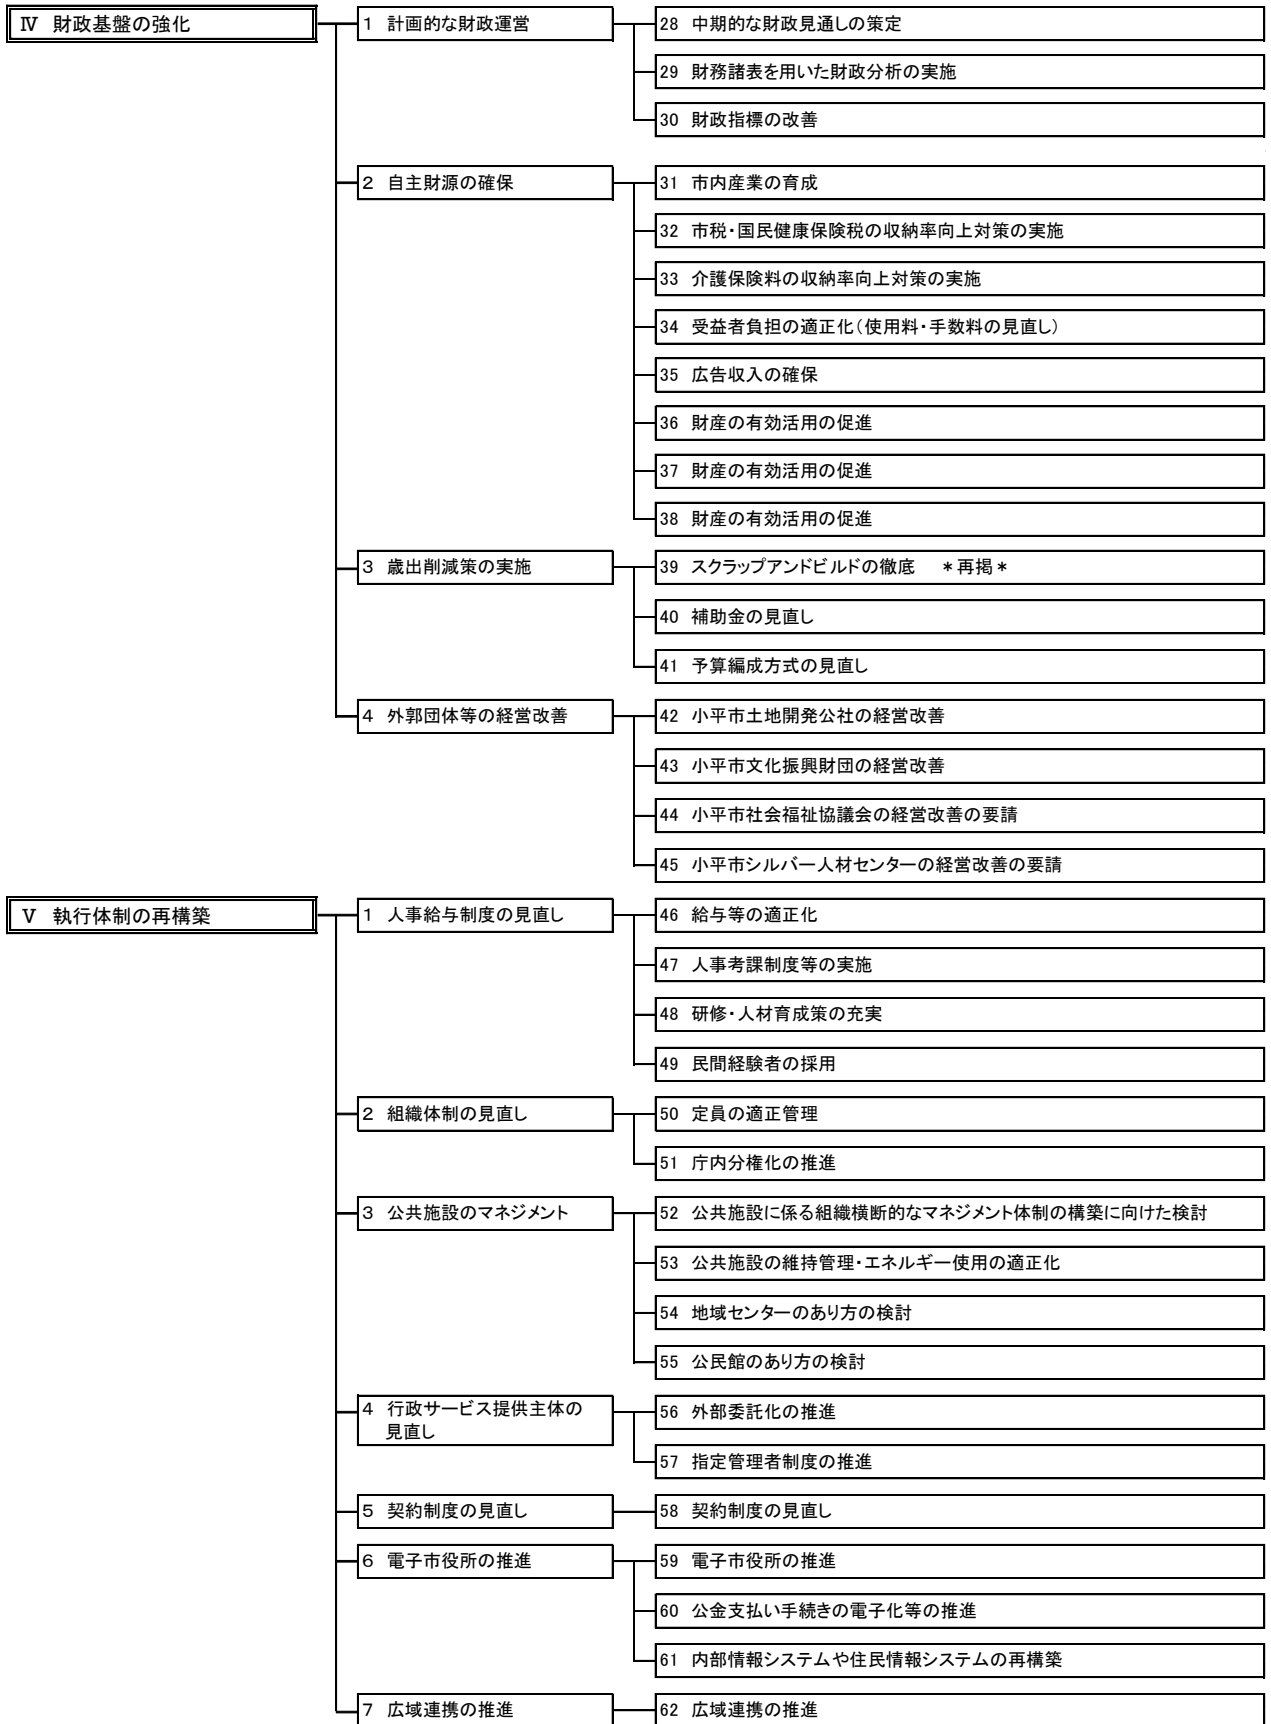 Ⅳ 財政基盤の強化
1 計画的な財政運営
28 中期的な財政見通しの策定
29 財務諸表を用いた財政分析の実施
30 財政指標の改善
2 自主財源の確保
31 市内産業の育成
32 市税・国民健康保険税の収納率向上対策の実施
33 介護保険料の収納率向上対策の実施
34 受益者負担の適正化（使用料・手数料の見直し）
35 広告収入の確保
36 財産の有効活用の促進
37 財産の有効活用の促進
38 財産の有効活用の促進
3 歳出削減策の実施
39 スクラップアンドビルドの徹底 ＊再掲＊
40 補助金の見直し
41 予算編成方式の見直し
4 外郭団体等の経営改善
42 小平市土地開発公社の経営改善
43 小平市文化振興財団の経営改善
44 小平市社会福祉協議会の経営改善の要請
45 小平市シルバー人材センターの経営改善の要請
Ⅴ 執行体制の再構築
1 人事給与制度の見直し
46 給与等の適正化
47 人事考課制度等の実施
48 研修・人材育成策の充実
49 民間経験者の採用
2 組織体制の見直し
50 定員の適正管理
51 庁内分権化の推進
3 公共施設のマネジメント
52 公共施設に係る組織横断的なマネジメント体制の構築に向けた検討
53 公共施設の維持管理・エネルギー使用の適正化
54 地域センターのあり方の検討
55 公民館のあり方の検討
4 行政サービス提供主体の
見直し
56 外部委託化の推進
57 指定管理者制度の推進
5 契約制度の見直し
58 契約制度の見直し
6 電子市役所の推進
59 電子市役所の推進
60 公金支払い手続きの電子化等の推進
61 内部情報システムや住民情報システムの再構築
7 広域連携の推進
62 広域連携の推進